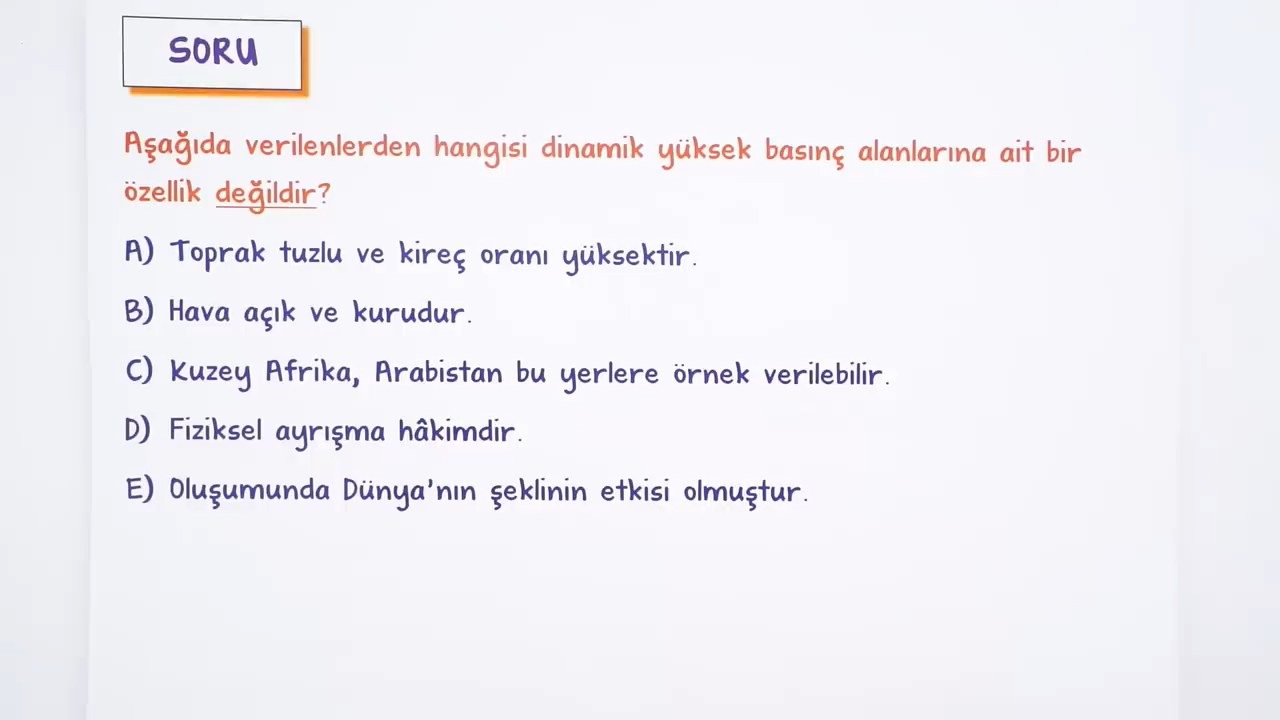 SORU
Aşağıda verilenlerden hangisi dinamik yüksek basınç alanlarına ait bir
özellik değildir?
A) Toprak tuzlu ve kireç oranı yüksektir.
B) Hava açık ve kurudur.
C) Kuzey Afrika, Arabistan bu yerlere örnek verilebilir.
D) Fiziksel ayrışma hâkimdir.
E) Oluşumunda Dünya'nın şeklinin etkisi olmuştur.